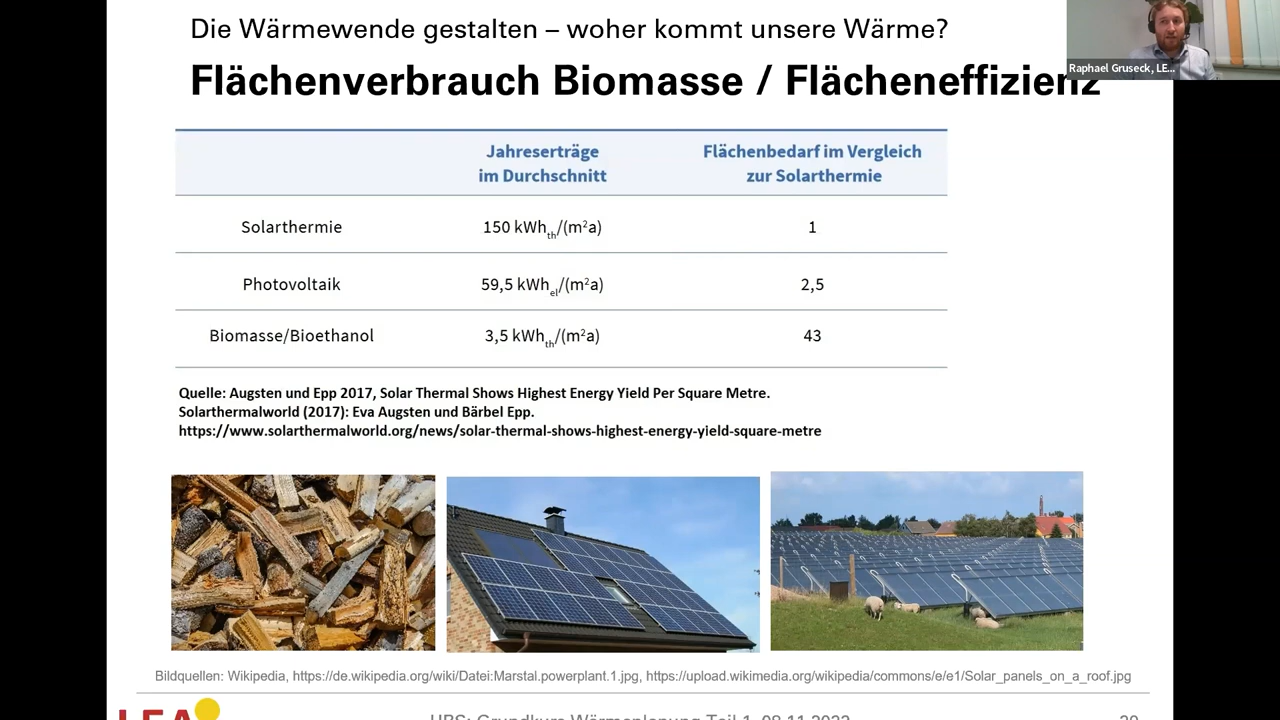 Die Wärmewende gestalten – woher kommt unsere Wärme?
Flächenverbrauch Biomasse / Flächeneffizienz
Raphael Gruseck, LE...
Jahreserträge im Durchschnitt
Flächenbedarf im Vergleich zur Solarthermie
Solarthermie 150 kWhth/(m²a) 1
Photovoltaik 59,5 kWhel/(m²a) 2,5
Biomasse/Bioethanol 3,5 kWhth/(m²a) 43
Quelle: Augsten und Epp 2017, Solar Thermal Shows Highest Energy Yield Per Square Metre.
Solarthermalworld (2017): Eva Augsten und Bärbel Epp.
https://www.solarthermalworld.org/news/solar-thermal-shows-highest-energy-yield-square-metre
Bildquellen: Wikipedia, https://de.wikipedia.org/wiki/Datei:Marstal.powerplant.1.jpg, https://upload.wikimedia.org/wikipedia/commons/e/e1/Solar_panels_on_a_roof.jpg
LEA
Grundkurs Wärmeplanung Teil 1